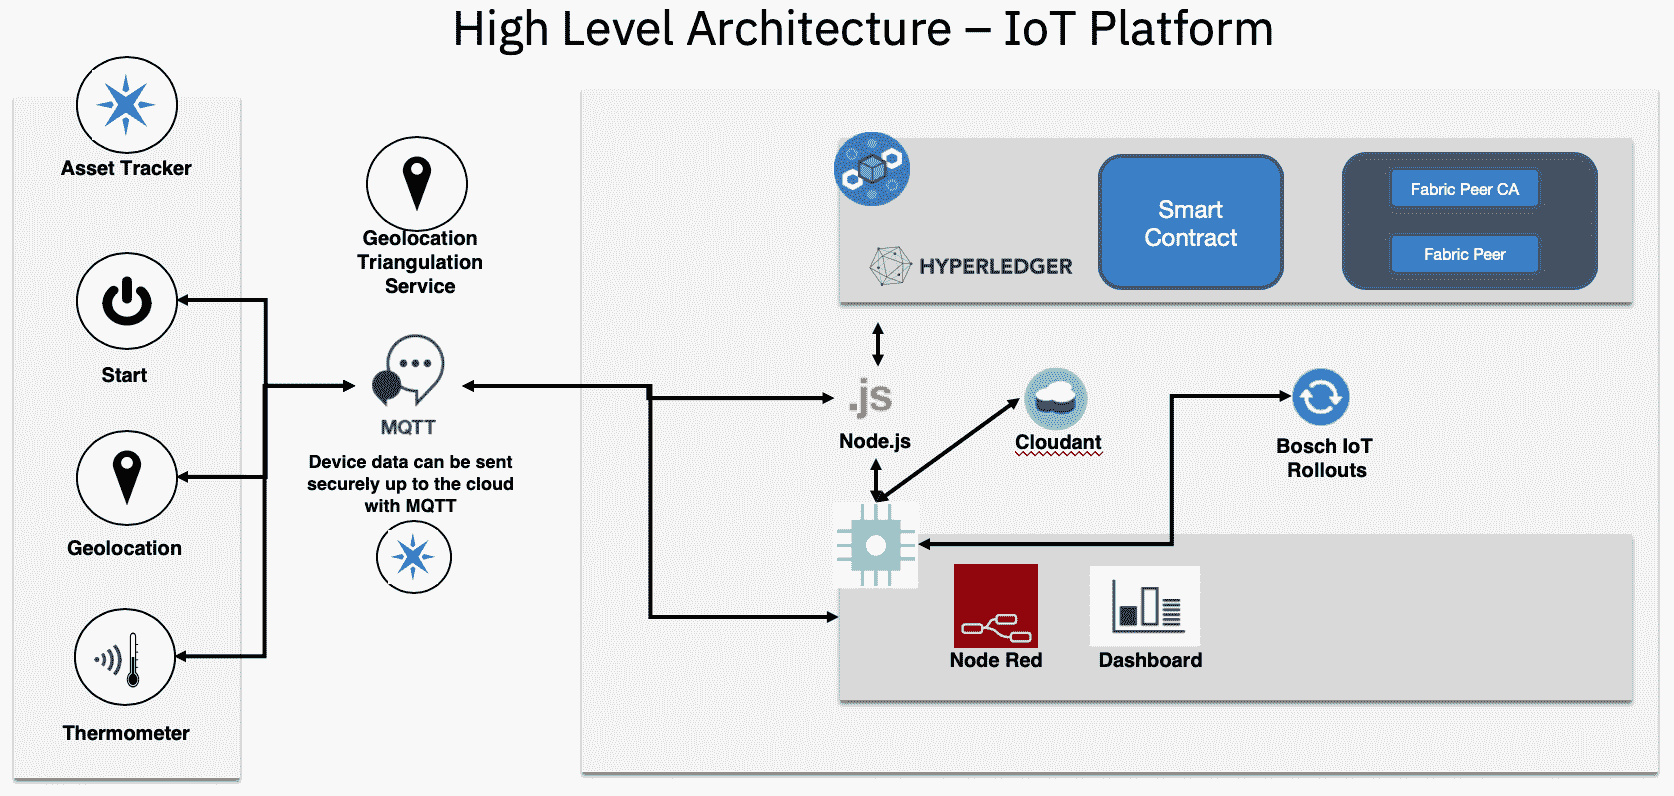 High Level Architecture – IoT Platform
Asset Tracker
Start
Geolocation
Thermometer
Geolocation
Triangulation
Service
MQTT
Device data can be sent
securely up to the cloud
with MQTT
HYPERLEDGER
Smart
Contract
Fabric Peer CA
Fabric Peer
.js
Node.js
Cloudant
Bosch IoT
Rollouts
Node Red
Dashboard